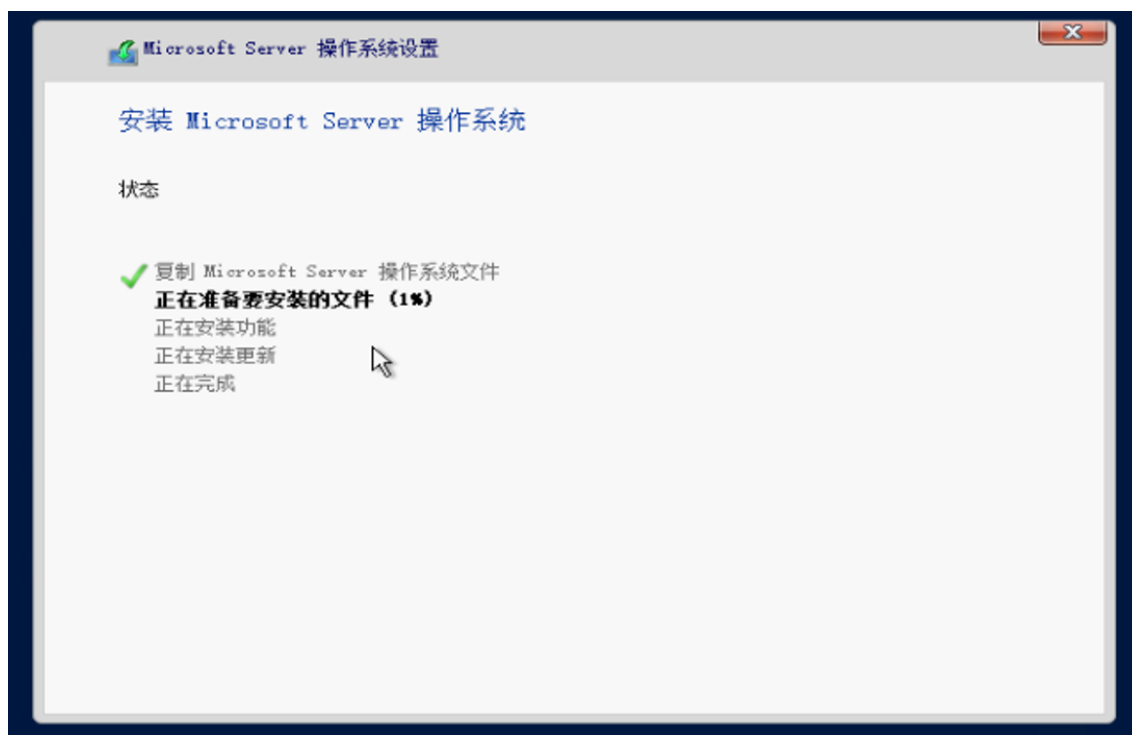 Microsoft Server 操作系统设置
安装 Microsoft Server 操作系统
状态
复制 Microsoft Server 操作系统文件
正在准备要安装的文件 (1%)
正在安装功能
正在安装更新
正在完成